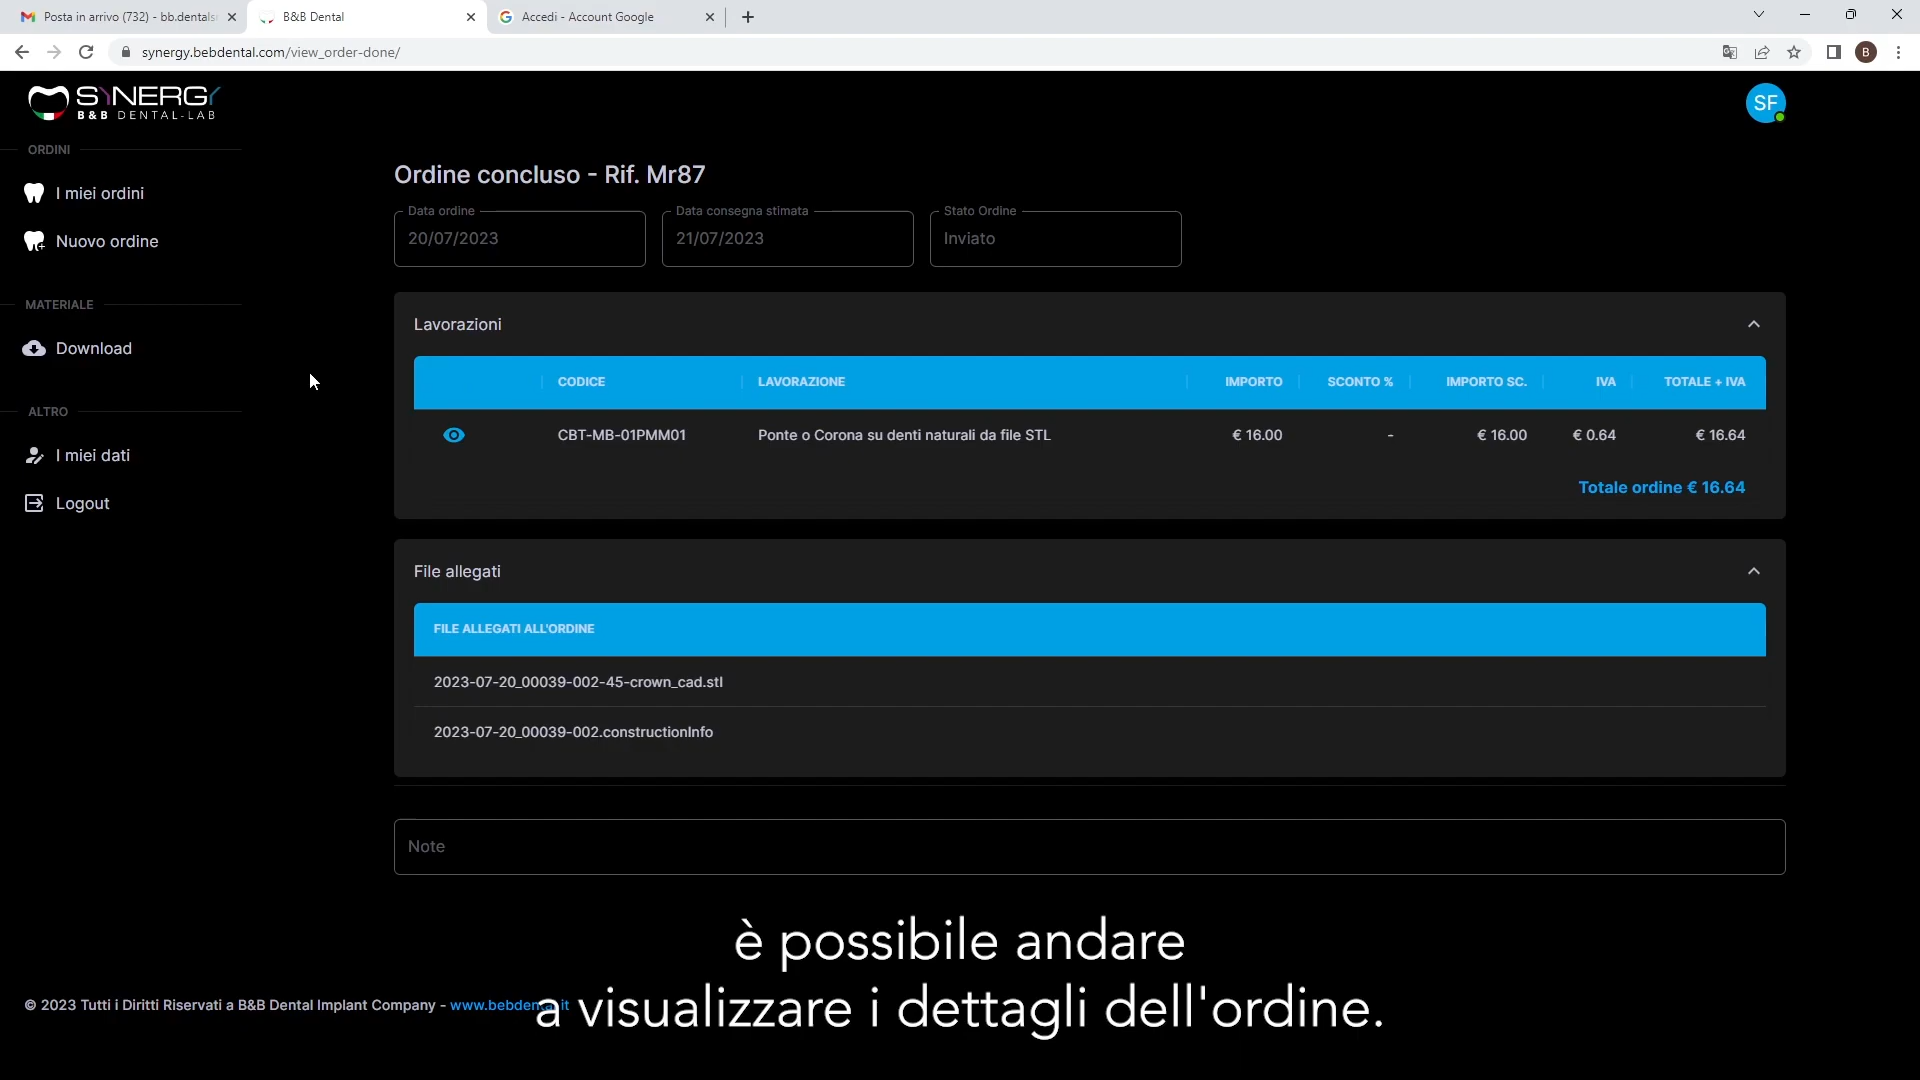 Posta in arrivo (732) - bb.dentals
B&B Dental
Accedi - Account Google
synergy.bebdental.com/view_order-done/
B
SYNERGY
B&B DENTAL-LAB
SF
ORDINI
I miei ordini
Nuovo ordine
MATERIALE
Download
ALTRO
I miei dati
Logout
Ordine concluso - Rif. Mr87
Data ordine
20/07/2023
Data consegna stimata
21/07/2023
Stato Ordine
Inviato
Lavorazioni
CODICE LAVORAZIONE IMPORTO SCONTO % IMPORTO SC. IVA TOTALE + IVA
CBT-MB-01PMM01 Ponte o Corona su denti naturali da file STL € 16.00 - € 16.00 € 0.64 € 16.64
Totale ordine € 16.64
File allegati
FILE ALLEGATI ALL'ORDINE
2023-07-20_00039-002-45-crown_cad.stl
2023-07-20_00039-002.constructionInfo
Note
è possibile andare
a visualizzare i dettagli dell'ordine.
© 2023 Tutti i Diritti Riservati a B&B Dental Implant Company -